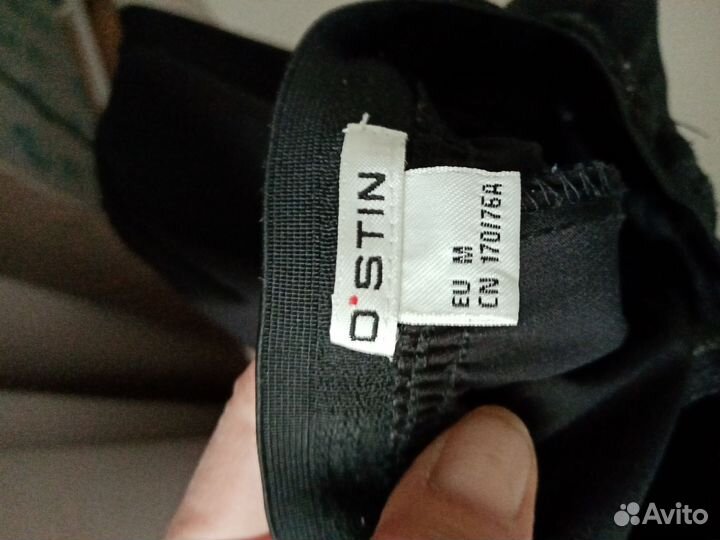 O'STIN
EU M
CN 170/76A
Avito